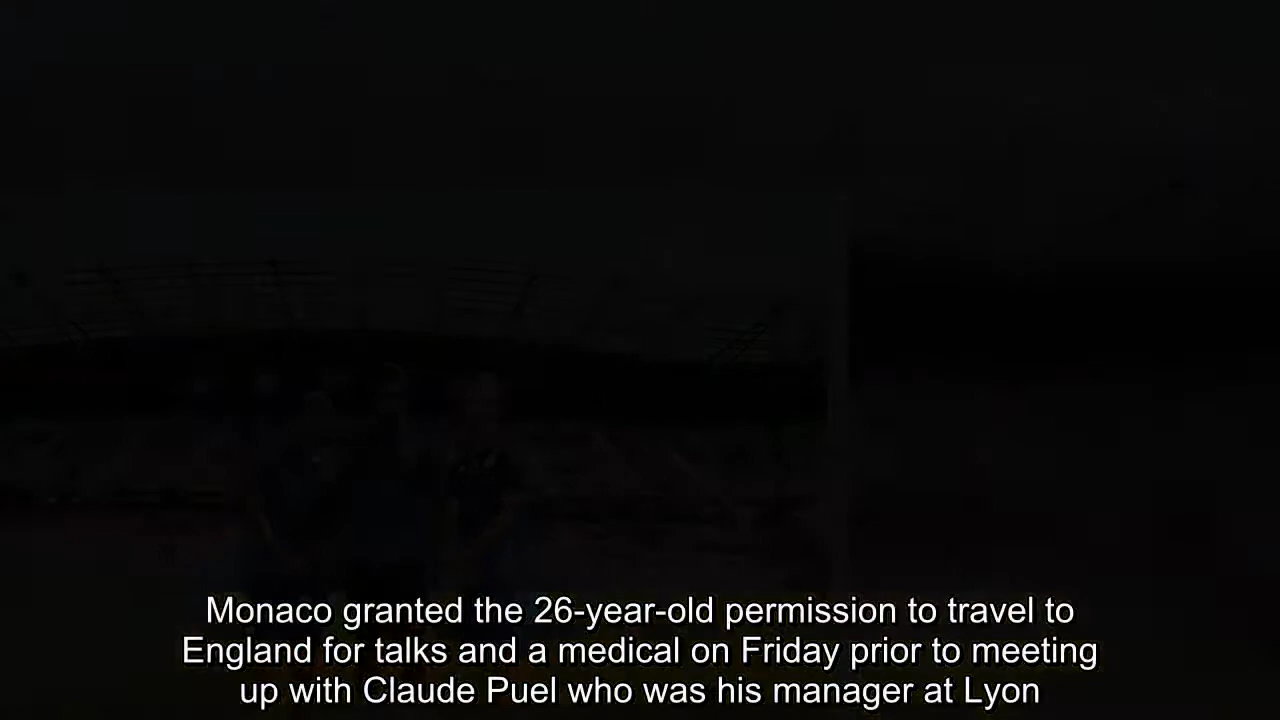 Monaco granted the 26-year-old permission to travel to
England for talks and a medical on Friday prior to meeting
up with Claude Puel who was his manager at Lyon